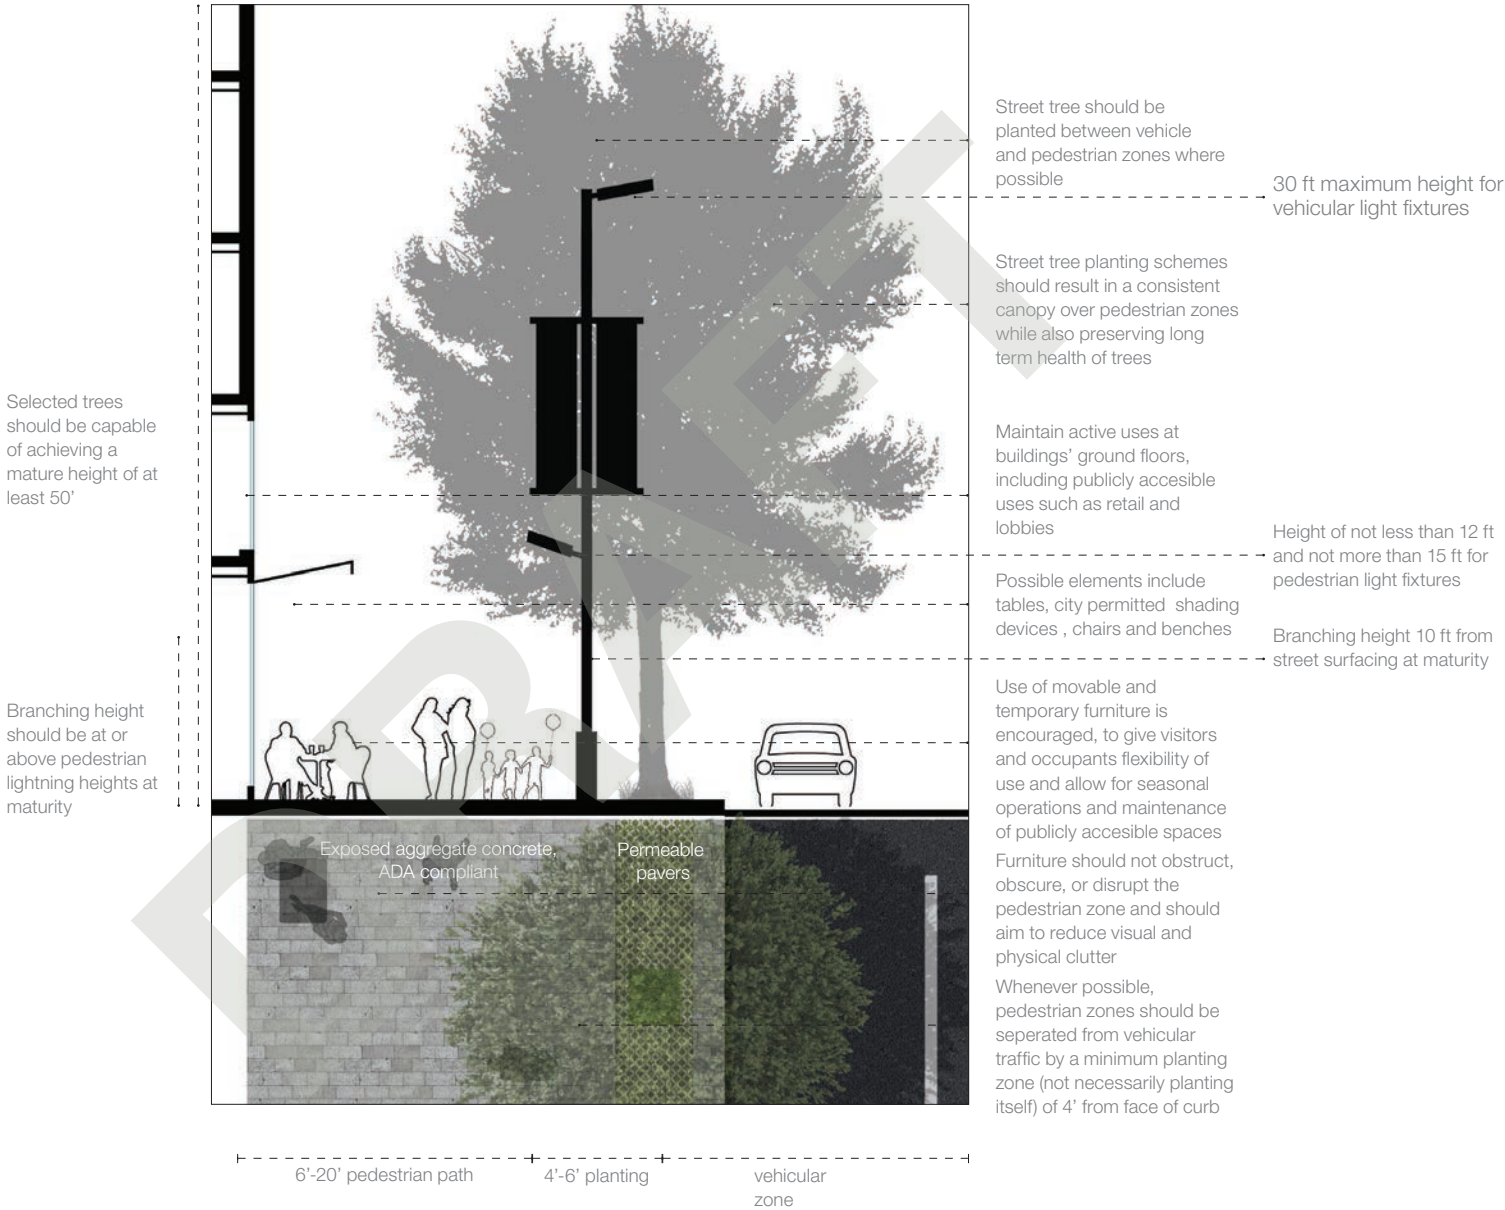 Selected trees
should be capable
of achieving a
mature height of at
least 50’
Branching height
should be at or
above pedestrian
lightning heights at
maturity
Street tree should be
planted between vehicle
and pedestrian zones where
possible
30 ft maximum height for
vehicular light fixtures
Street tree planting schemes
should result in a consistent
canopy over pedestrian zones
while also preserving long
term health of trees
Maintain active uses at
buildings’ ground floors,
including publicly accesible
uses such as retail and
lobbies
Height of not less than 12 ft
and not more than 15 ft for
pedestrian light fixtures
Possible elements include
tables, city permitted shading
devices , chairs and benches
Branching height 10 ft from
street surfacing at maturity
Use of movable and
temporary furniture is
encouraged, to give visitors
and occupants flexibility of
use and allow for seasonal
operations and maintenance
of publicly accesible spaces
Furniture should not obstruct,
obscure, or disrupt the
pedestrian zone and should
aim to reduce visual and
physical clutter
Whenever possible,
pedestrian zones should be
seperated from vehicular
traffic by a minimum planting
zone (not necessarily planting
itself) of 4’ from face of curb
Exposed aggregate concrete,
ADA compliant
Permeable
pavers
6’-20’ pedestrian path
4’-6’ planting
vehicular
zone
DRAFT